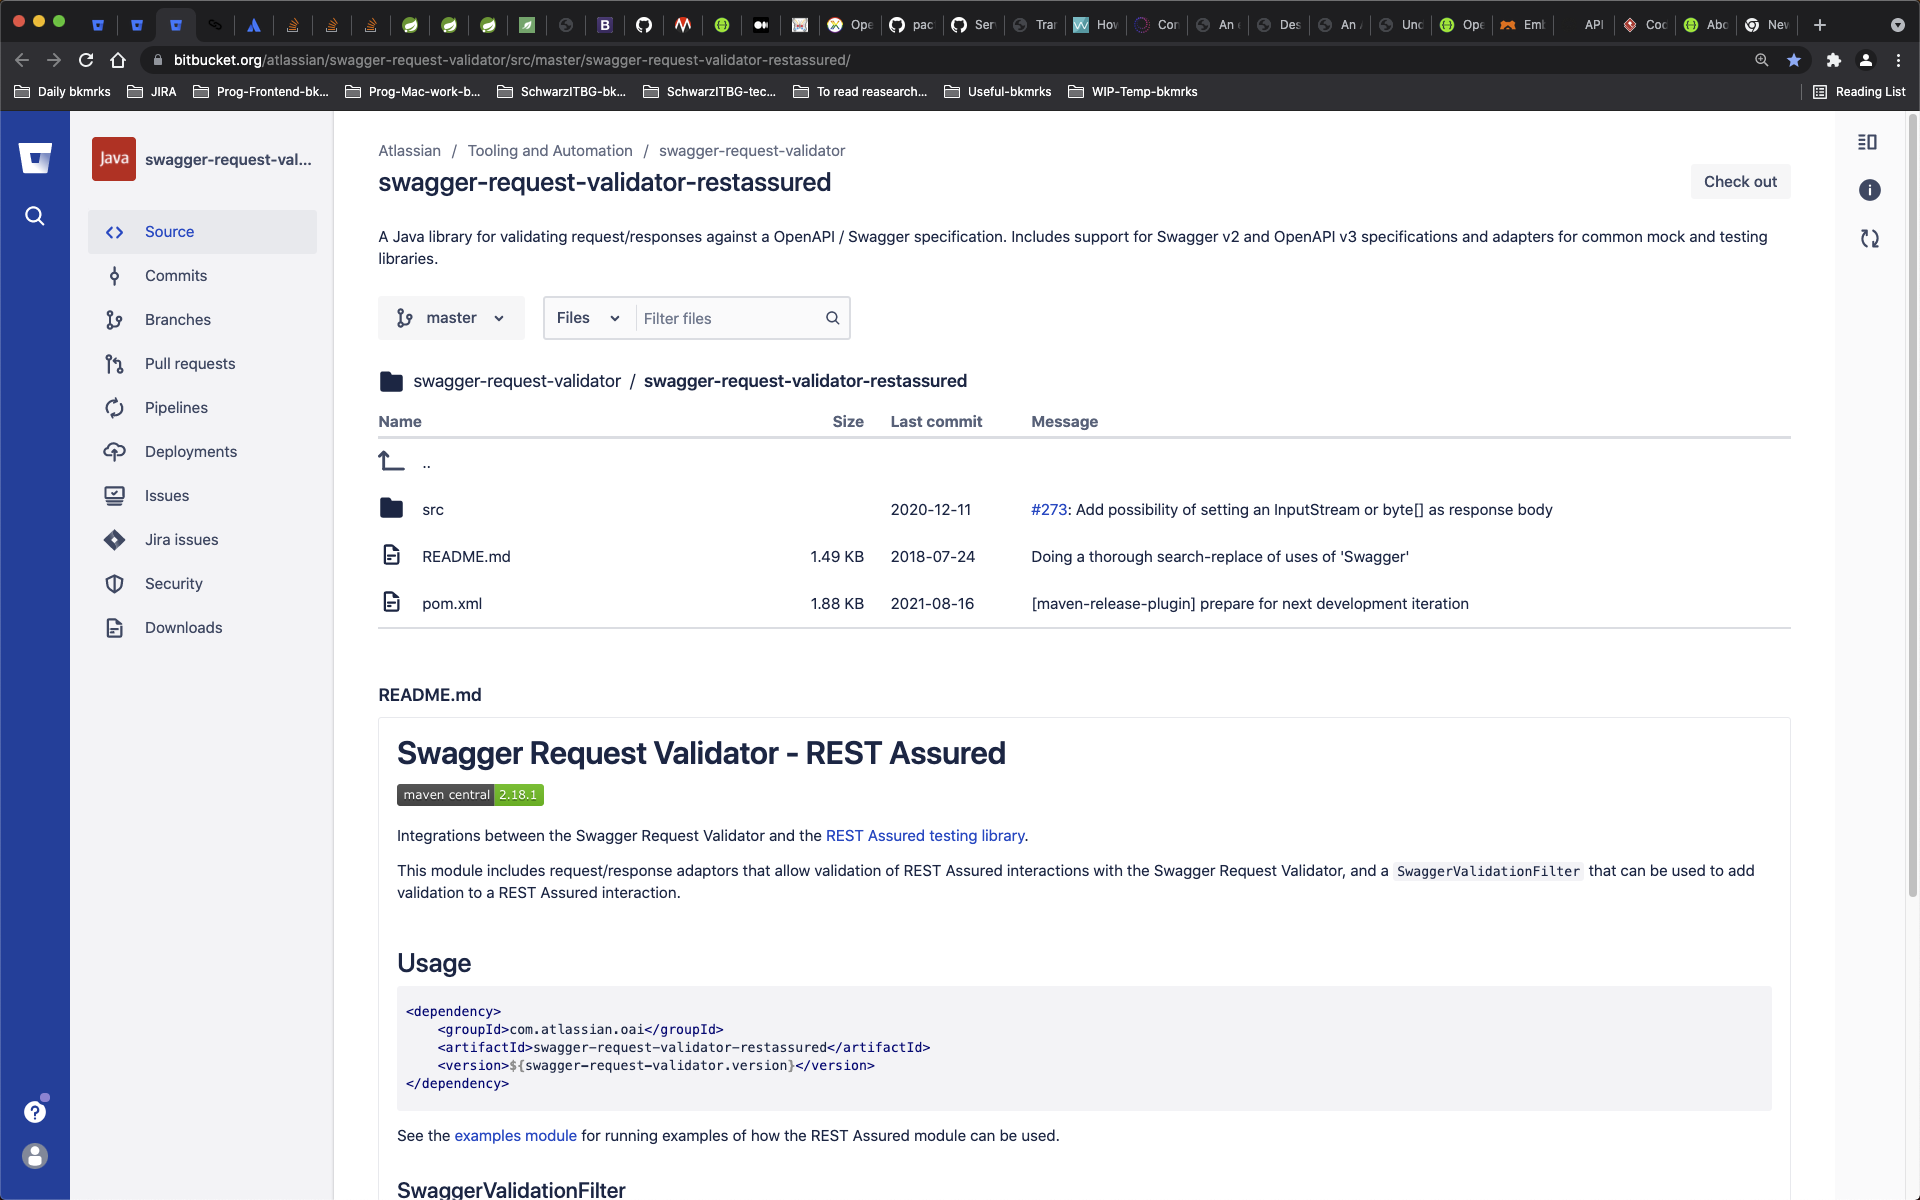 Ope
pac
Ser
Trar
How
Con
An e
Des
An A
Und
Ope
Emb
API
Coc
Abo
New
bitbucket.org/atlassian/swagger-request-validator/src/master/swagger-request-validator-restassured/
Daily bkmrks
JIRA
Prog-Frontend-bk...
Prog-Mac-work-b...
SchwarzITBG-bk...
SchwarzITBG-tec...
To read reasearch...
Useful-bkmrks
WIP-Temp-bkmrks
Reading List
Java
swagger-request-val...
Source
Commits
Branches
Pull requests
Pipelines
Deployments
Issues
Jira issues
Security
Downloads
Atlassian / Tooling and Automation / swagger-request-validator
swagger-request-validator-restassured
Check out
A Java library for validating request/responses against a OpenAPI / Swagger specification. Includes support for Swagger v2 and OpenAPI v3 specifications and adapters for common mock and testing
libraries.
master
Files
Filter files
swagger-request-validator / swagger-request-validator-restassured
Name Size Last commit Message
..
src 2020-12-11 #273: Add possibility of setting an InputStream or byte[] as response body
README.md 1.49 KB 2018-07-24 Doing a thorough search-replace of uses of 'Swagger'
pom.xml 1.88 KB 2021-08-16 [maven-release-plugin] prepare for next development iteration
README.md
Swagger Request Validator - REST Assured
maven central 2.18.1
Integrations between the Swagger Request Validator and the REST Assured testing library.
This module includes request/response adaptors that allow validation of REST Assured interactions with the Swagger Request Validator, and a SwaggerValidationFilter that can be used to add
validation to a REST Assured interaction.
Usage
<dependency>
    <groupId>com.atlassian.oai</groupId>
    <artifactId>swagger-request-validator-restassured</artifactId>
    <version>${swagger-request-validator.version}</version>
</dependency>
See the examples module for running examples of how the REST Assured module can be used.
SwaggerValidationFilter